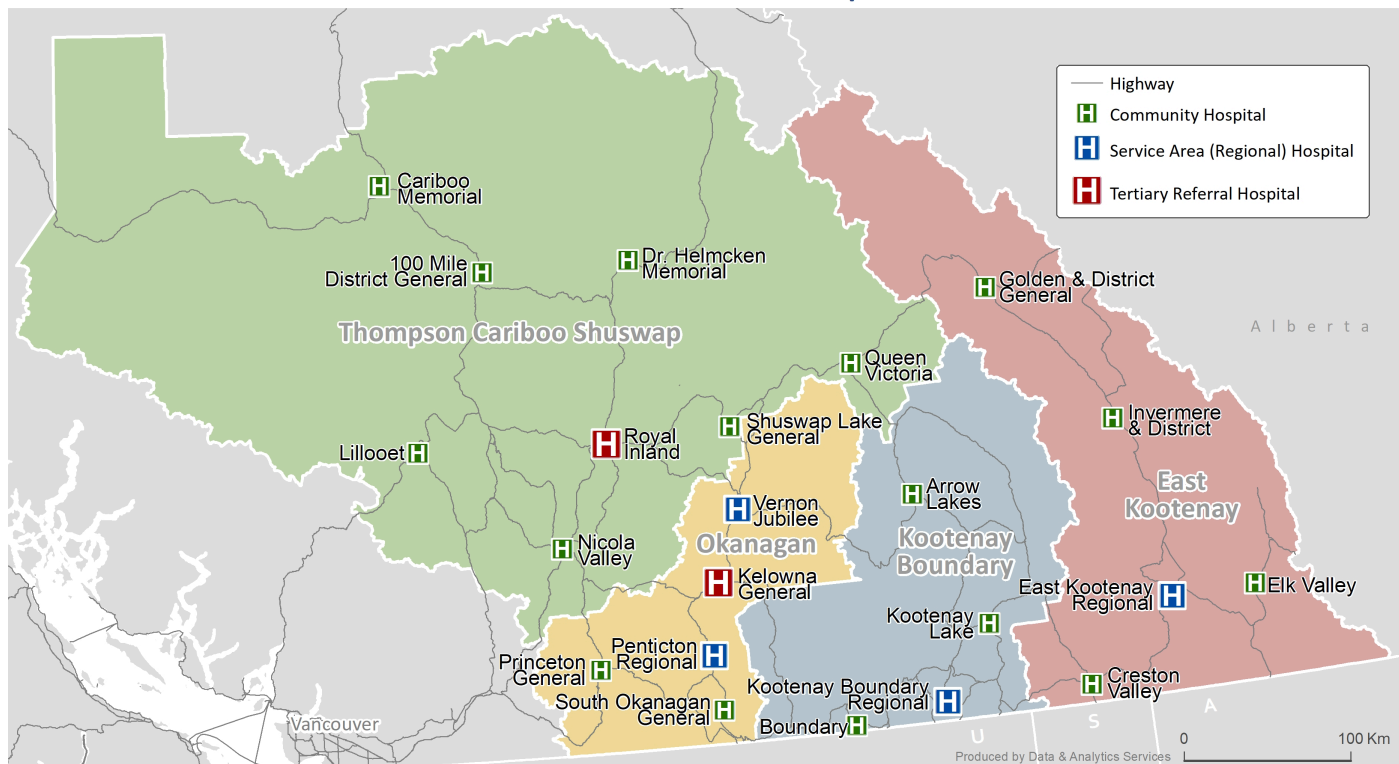 Highway
Community Hospital
Service Area (Regional) Hospital
Tertiary Referral Hospital
Cariboo
Memorial
100 Mile
District General
Dr. Helmcken
Memorial
Golden & District
General
Thompson Cariboo Shuswap
Alberta
Queen
Victoria
Shuswap Lake
General
Invermere
& District
Royal
Inland
Lillooet
East
Kootenay
Arrow
Lakes
Vernon
Jubilee
Okanagan
Kootenay
Boundary
Nicola
Valley
Kelowna
General
East Kootenay
Regional
Elk Valley
Kootenay
Lake
Penticton
Regional
Princeton
General
Creston
Valley
Kootenay Boundary
Regional
South Okanagan
General
Boundary
Vancouver
U S A
0 100 Km
Produced by Data & Analytics Services